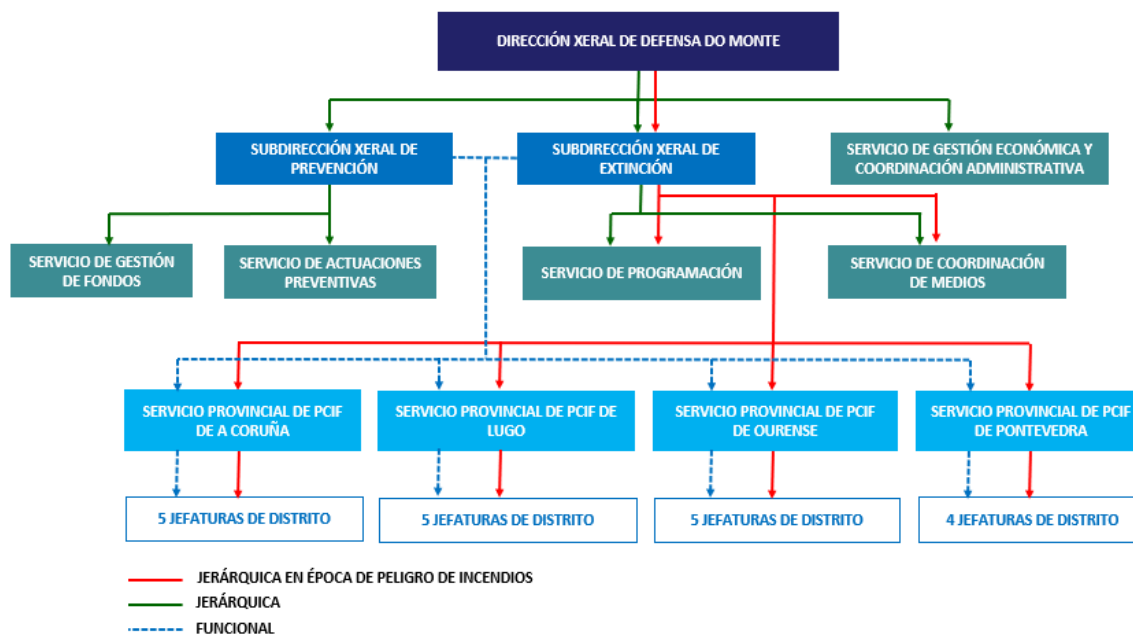 DIRECCIÓN XERAL DE DEFENSA DO MONTE
SUBDIRECCIÓN XERAL DE
PREVENCIÓN
SUBDIRECCIÓN XERAL DE
EXTINCIÓN
SERVICIO DE GESTIÓN ECONÓMICA Y
COORDINACIÓN ADMINISTRATIVA
SERVICIO DE GESTIÓN
DE FONDOS
SERVICIO DE ACTUACIONES
PREVENTIVAS
SERVICIO DE PROGRAMACIÓN
SERVICIO DE COORDINACIÓN
DE MEDIOS
SERVICIO PROVINCIAL DE PCIF
DE A CORUÑA
SERVICIO PROVINCIAL DE PCIF DE
LUGO
SERVICIO PROVINCIAL DE PCIF
DE OURENSE
SERVICIO PROVINCIAL DE PCIF
DE PONTEVEDRA
5 JEFATURAS DE DISTRITO
5 JEFATURAS DE DISTRITO
5 JEFATURAS DE DISTRITO
4 JEFATURAS DE DISTRITO
JERÁRQUICA EN ÉPOCA DE PELIGRO DE INCENDIOS
JERÁRQUICA
FUNCIONAL